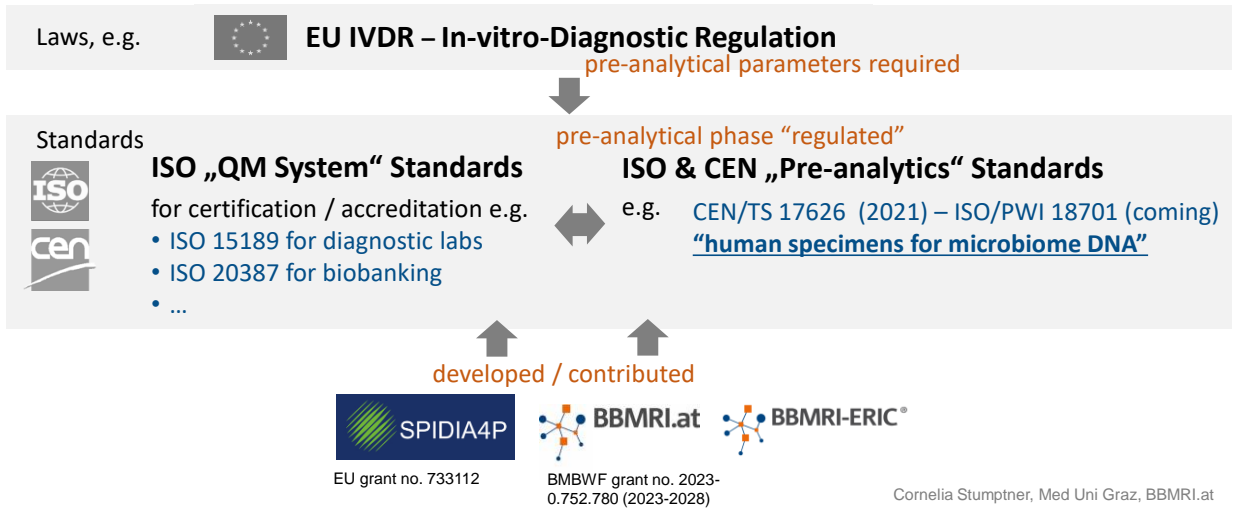 Laws, e.g.
EU IVDR – In-vitro-Diagnostic Regulation
pre-analytical parameters required
Standards
pre-analytical phase “regulated”
ISO
cen
ISO „QM System“ Standards
for certification / accreditation e.g.
• ISO 15189 for diagnostic labs
• ISO 20387 for biobanking
• …
ISO & CEN „Pre-analytics“ Standards
e.g.
CEN/TS 17626 (2021) – ISO/PWI 18701 (coming)
“human specimens for microbiome DNA”
developed / contributed
SPIDIA4P
BBMRI.at
BBMRI-ERIC®
EU grant no. 733112
BMBWF grant no. 2023-
0.752.780 (2023-2028)
Cornelia Stumptner, Med Uni Graz, BBMRI.at